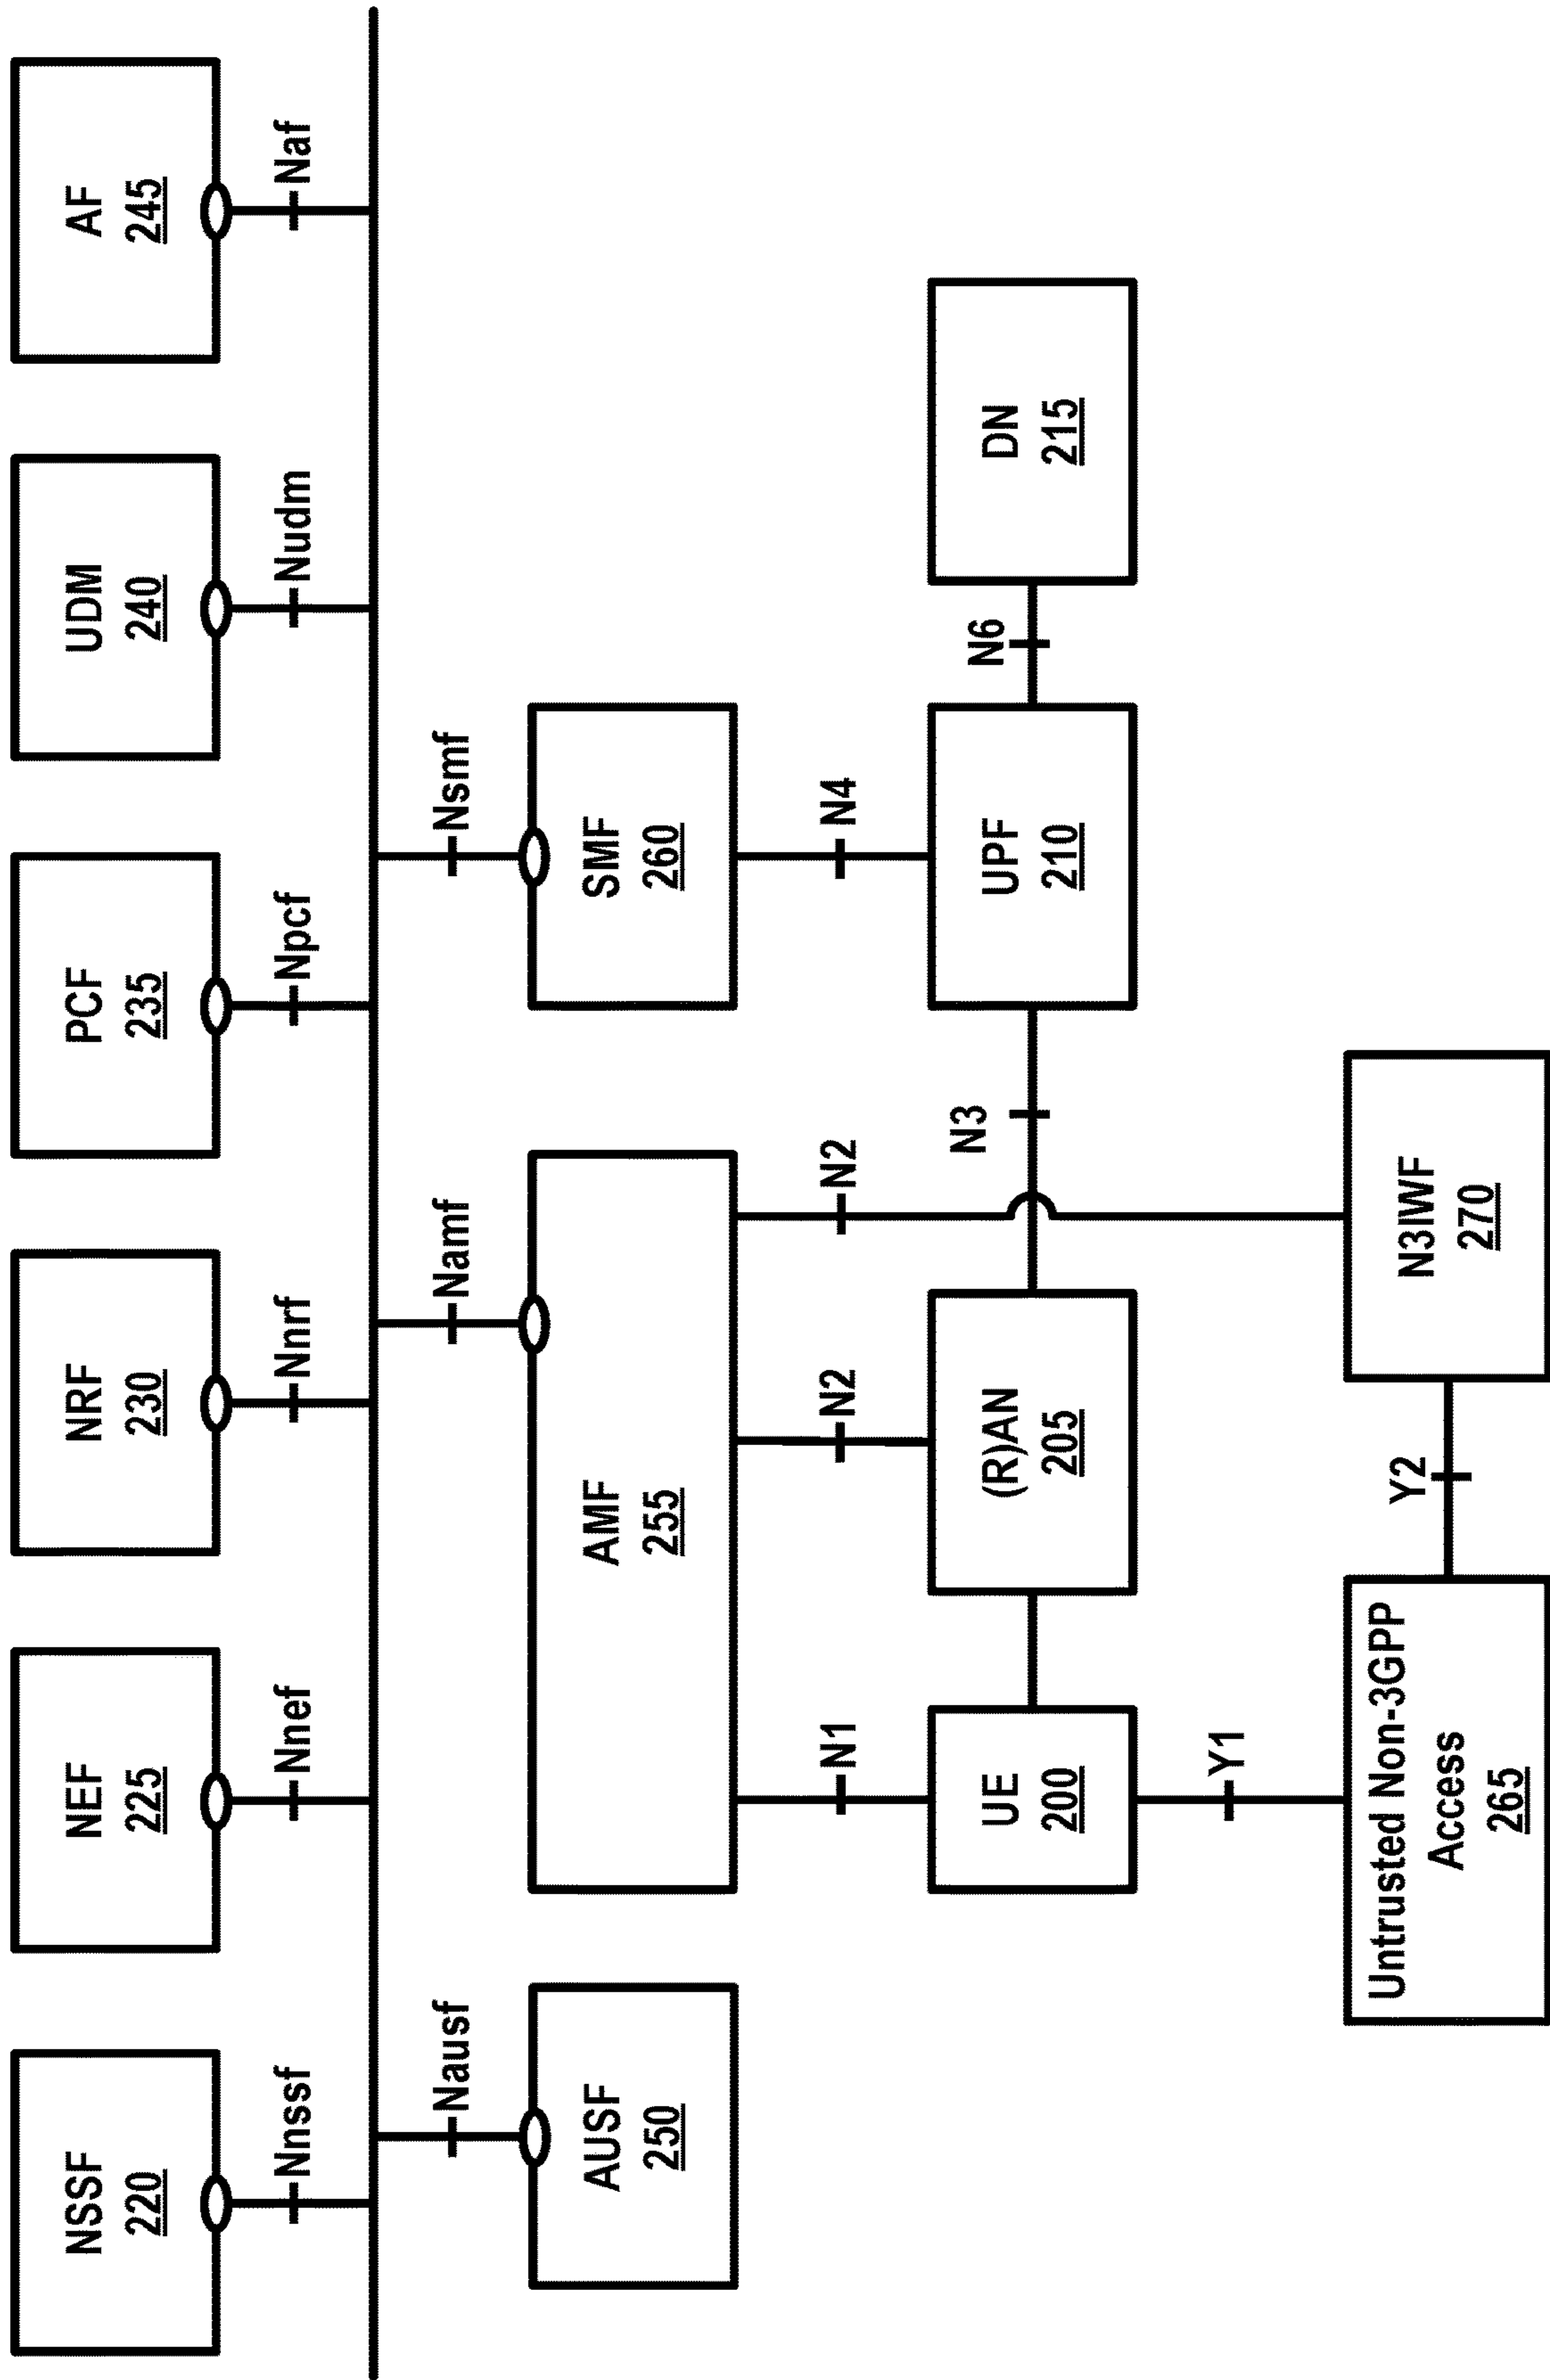 NSSF
220
NEF
225
NRF
230
PCF
235
UDM
240
AF
245
Nnssf
Nnef
Nnrf
Npcf
Nudm
Naf
Nausf
Namf
Nsmf
AUSF
250
AMF
255
SMF
260
N1
N2
N2
N4
N3
N6
UE
200
(R)AN
205
UPF
210
DN
215
Y1
Y2
Untrusted Non-3GPP
Access
265
N3IWF
270